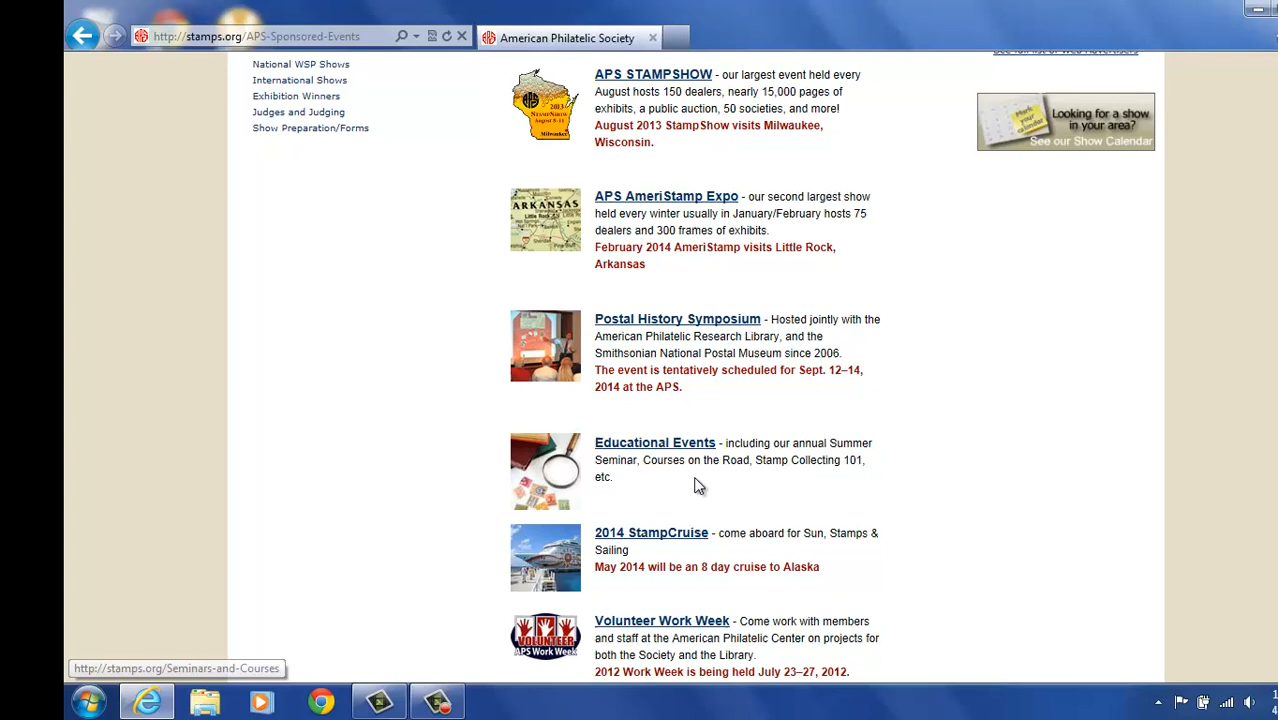 http://stamps.org/APS-Sponsored-Events
American Philatelic Society
National WSP Shows
International Shows
Exhibition Winners
Judges and Judging
Show Preparation/Forms
APS STAMPSHOW - our largest event held every
August hosts 150 dealers, nearly 15,000 pages of
exhibits, a public auction, 50 societies, and more!
August 2013 StampShow visits Milwaukee,
Wisconsin.
APS
2013
STAMPSHOW
August 8-11
Milwaukee
Looking for a show
in your area?
See our Show Calendar
APS AmeriStamp Expo - our second largest show
held every winter usually in January/February hosts 75
dealers and 300 frames of exhibits.
February 2014 AmeriStamp visits Little Rock,
Arkansas
ARKANSAS
Postal History Symposium - Hosted jointly with the
American Philatelic Research Library, and the
Smithsonian National Postal Museum since 2006.
The event is tentatively scheduled for Sept. 12–14,
2014 at the APS.
Educational Events - including our annual Summer
Seminar, Courses on the Road, Stamp Collecting 101,
etc.
2014 StampCruise - come aboard for Sun, Stamps &
Sailing
May 2014 will be an 8 day cruise to Alaska
Volunteer Work Week - Come work with members
and staff at the American Philatelic Center on projects for
both the Society and the Library.
2012 Work Week is being held July 23–27, 2012.
VOLUNTEER
APS Work Week
http://stamps.org/Seminars-and-Courses